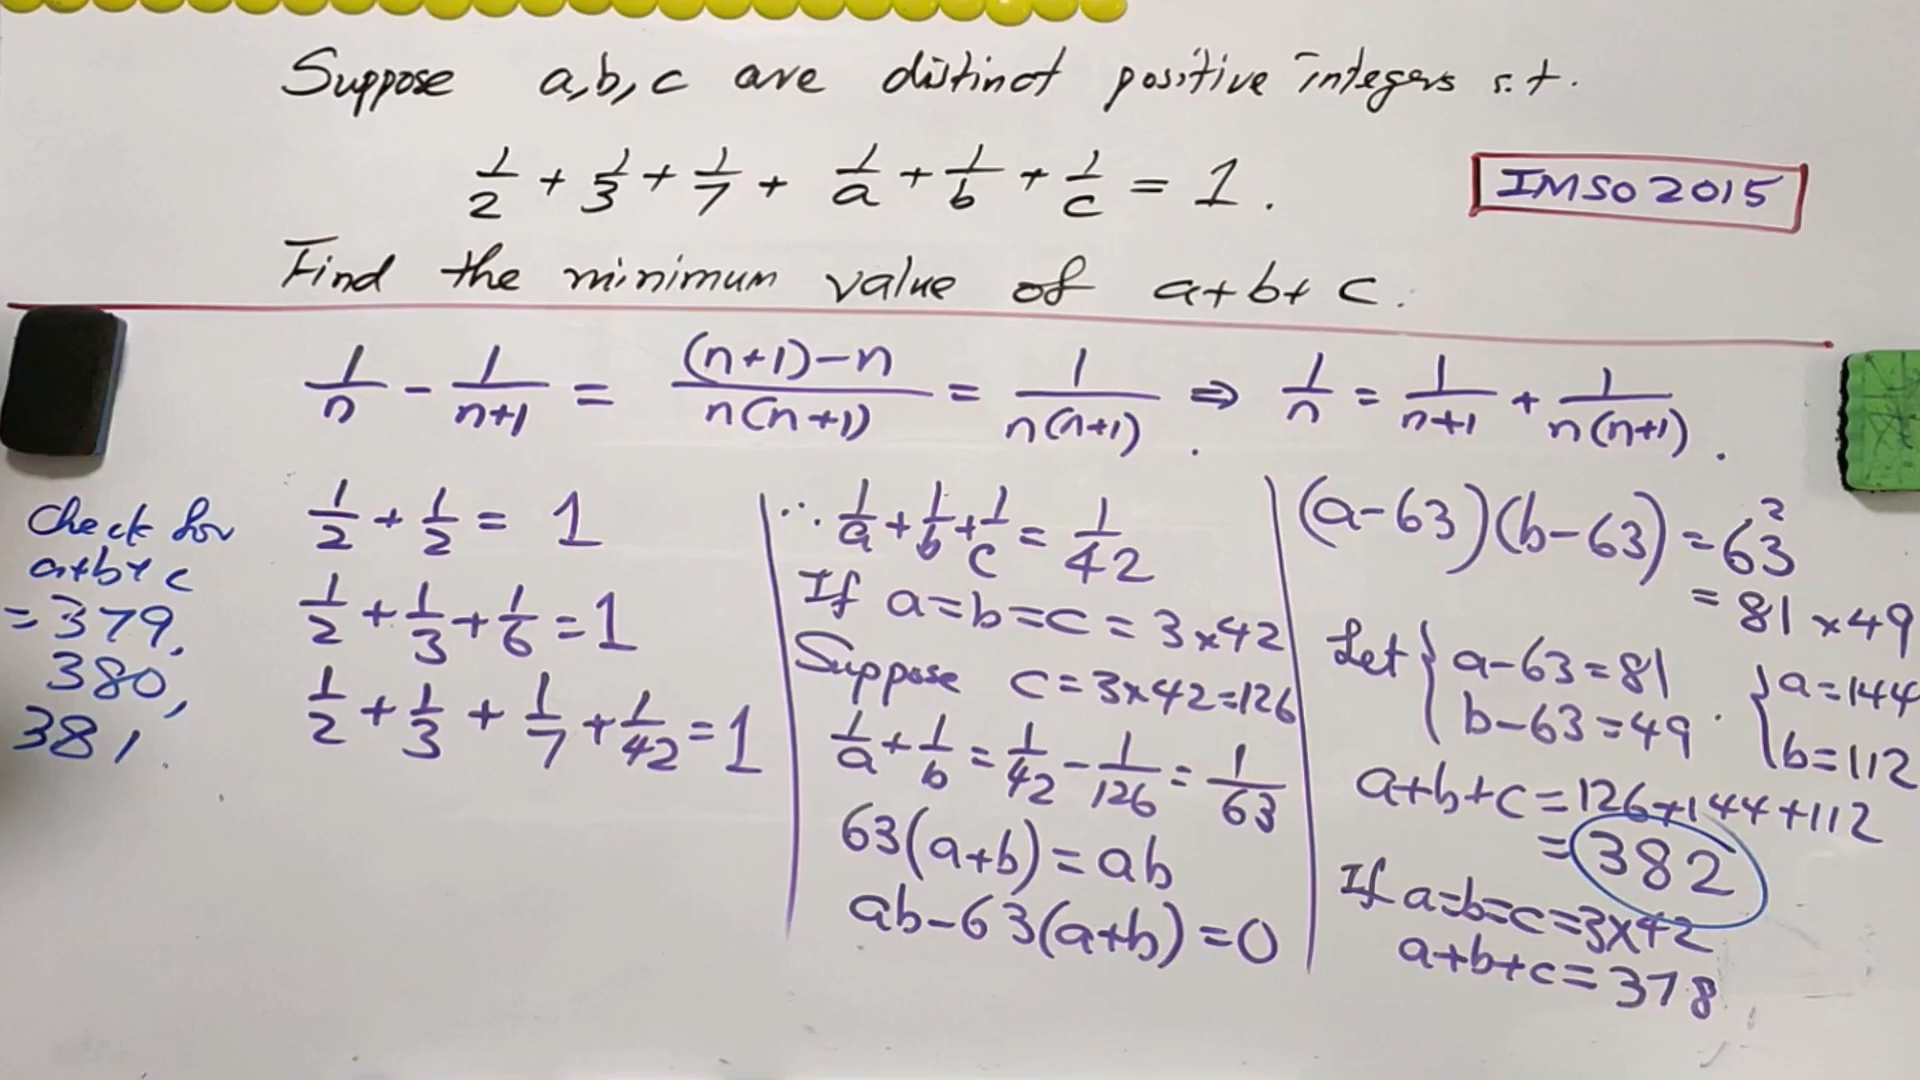 Suppose a,b,c are distinct positive integers s.t.
1/2 + 1/3 + 1/7 + 1/a + 1/b + 1/c = 1.
IMSO 2015
Find the minimum value of a+b+c.
1/n - 1/(n+1) = ((n+1)-n)/(n(n+1)) = 1/(n(n+1)). ⇒ 1/n = 1/(n+1) + 1/(n(n+1)).
check for
a+b+c
=379,
380,
381.
1/2 + 1/2 = 1
1/2 + 1/3 + 1/6 = 1
1/2 + 1/3 + 1/7 + 1/42 = 1
∴ 1/a + 1/b + 1/c = 1/42
If a=b=c=3×42
Suppose c=3×42=126
1/a + 1/b = 1/42 - 1/126 = 1/63
63(a+b)=ab
ab-63(a+b)=0
(a-63)(b-63)=63²
=81×49
Let { a-63=81
b-63=49.
{ a=144
b=112
a+b+c=126+144+112
=382
If a=b=c=3×42
a+b+c=378